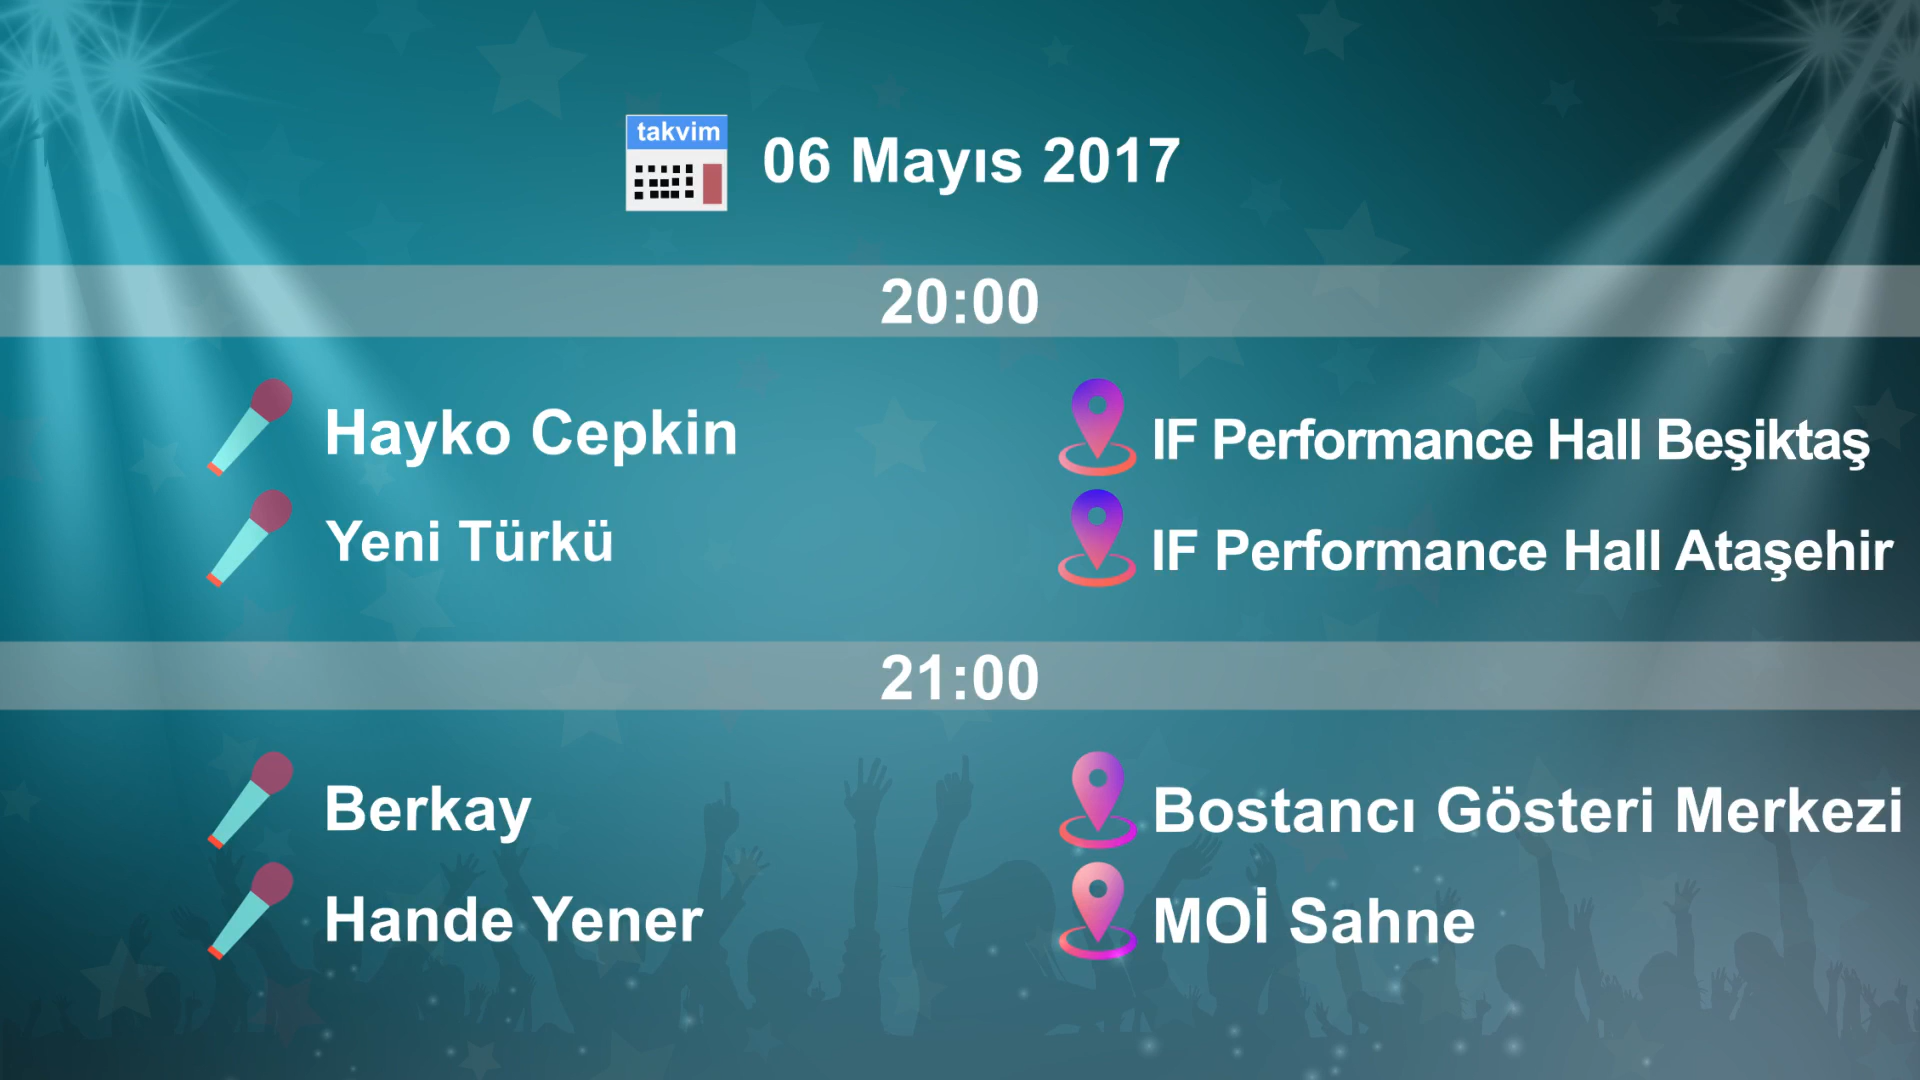 takvim
06 Mayıs 2017
20:00
Hayko Cepkin
IF Performance Hall Beşiktaş
Yeni Türkü
IF Performance Hall Ataşehir
21:00
Berkay
Bostancı Gösteri Merkezi
Hande Yener
MOİ Sahne